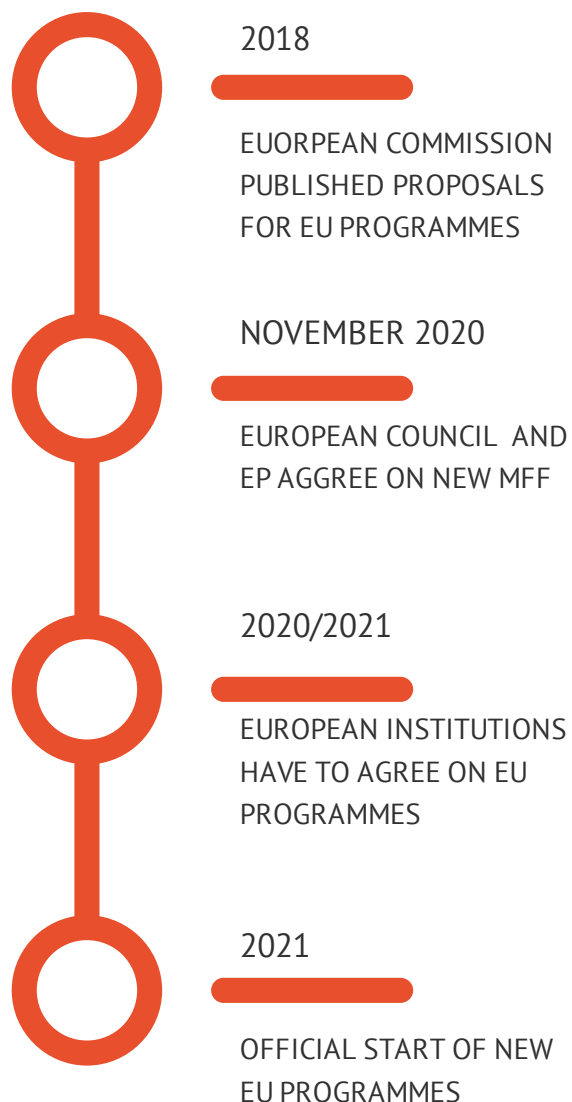 2018
EUORPEAN COMMISSION
PUBLISHED PROPOSALS
FOR EU PROGRAMMES
NOVEMBER 2020
EUROPEAN COUNCIL AND
EP AGGREE ON NEW MFF
2020/2021
EUROPEAN INSTITUTIONS
HAVE TO AGREE ON EU
PROGRAMMES
2021
OFFICIAL START OF NEW
EU PROGRAMMES